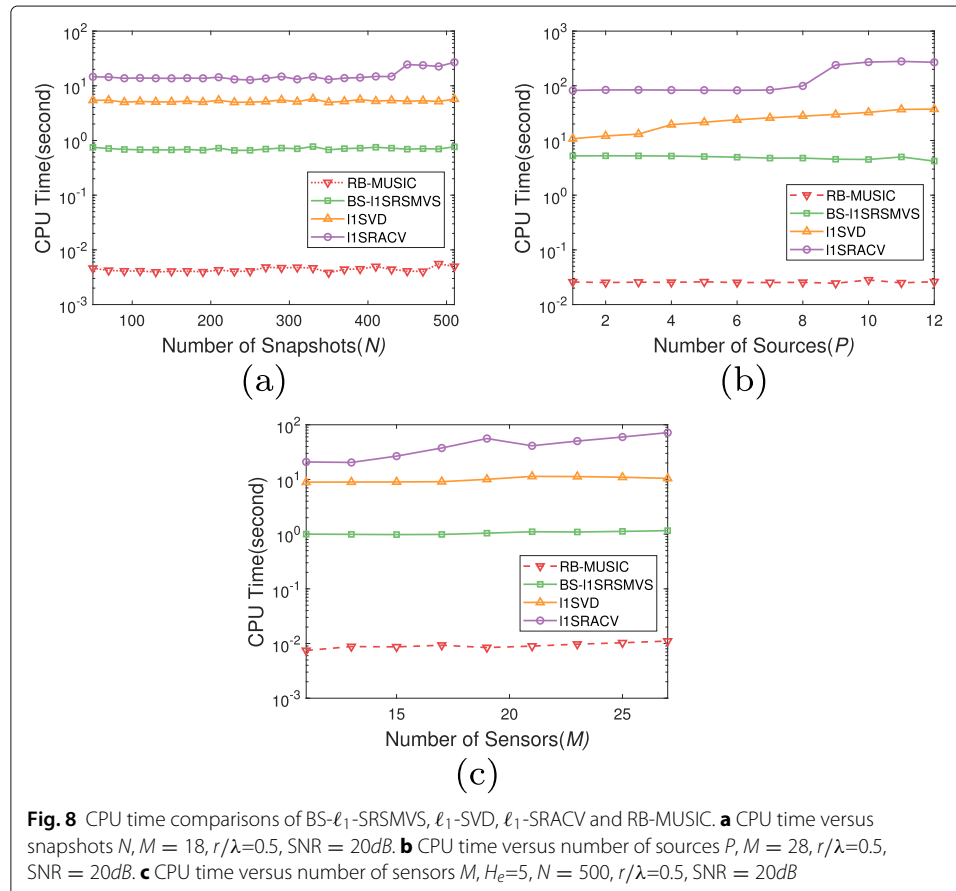 10²
10¹
10⁰
10⁻¹
10⁻²
10⁻³
CPU Time(second)
RB-MUSIC
BS-l1SRSMVS
l1SVD
l1SRACV
100 200 300 400 500
Number of Snapshots(N)
(a)
10³
10²
10¹
10⁰
10⁻¹
10⁻²
CPU Time(second)
RB-MUSIC
BS-l1SRSMVS
l1SVD
l1SRACV
2 4 6 8 10 12
Number of Sources(P)
(b)
10²
10¹
10⁰
10⁻¹
10⁻²
10⁻³
CPU Time(second)
RB-MUSIC
BS-l1SRSMVS
l1SVD
l1SRACV
15 20 25
Number of Sensors(M)
(c)
Fig. 8 CPU time comparisons of BS-ℓ₁-SRSMVS, ℓ₁-SVD, ℓ₁-SRACV and RB-MUSIC. a CPU time versus
snapshots N, M = 18, r/λ=0.5, SNR = 20dB. b CPU time versus number of sources P, M = 28, r/λ=0.5,
SNR = 20dB. c CPU time versus number of sensors M, Hₑ=5, N = 500, r/λ=0.5, SNR = 20dB